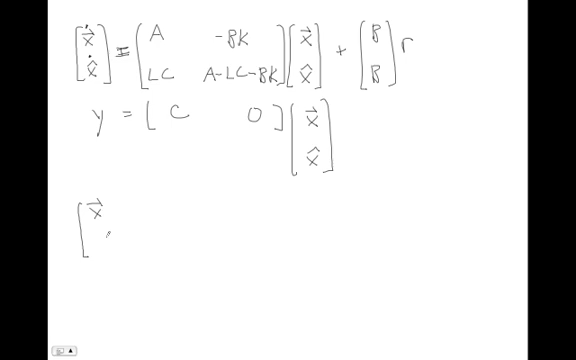 [ẋ⃗ ; x̂̇] = [A  -BK ; LC  A-LC-BK] [x⃗ ; x̂] + [B ; B] r
y = [C  0] [x⃗ ; x̂]
[x⃗